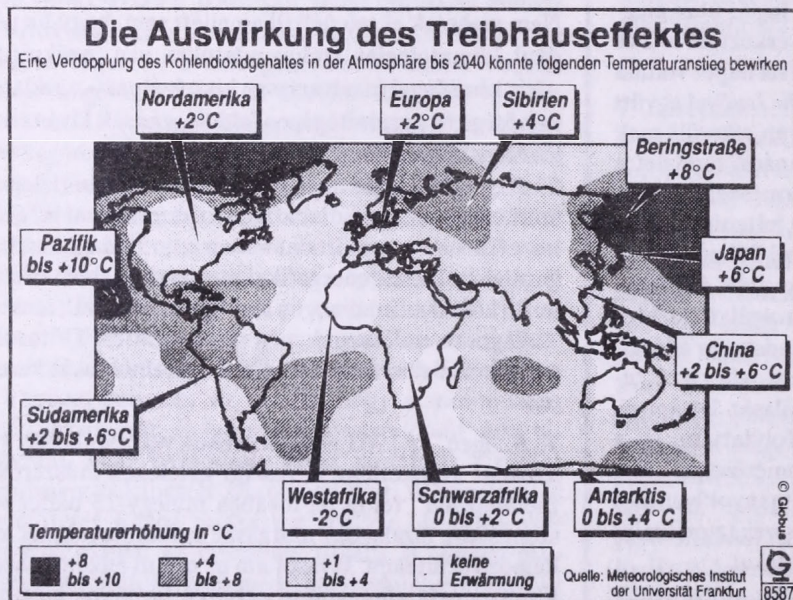 Die Auswirkung des Treibhauseffektes
Eine Verdopplung des Kohlendioxidgehaltes in der Atmosphäre bis 2040 könnte folgenden Temperaturanstieg bewirken
Nordamerika
+2°C
Europa
+2°C
Sibirien
+4°C
Beringstraße
+8°C
Pazifik
bis +10°C
Japan
+6°C
China
+2 bis +6°C
Südamerika
+2 bis +6°C
Westafrika
-2°C
Schwarzafrika
0 bis +2°C
Antarktis
0 bis +4°C
Temperaturerhöhung in °C
+8
bis +10
+4
bis +8
+1
bis +4
keine
Erwärmung
Quelle: Meteorologisches Institut
der Universität Frankfurt
© Globus
8587